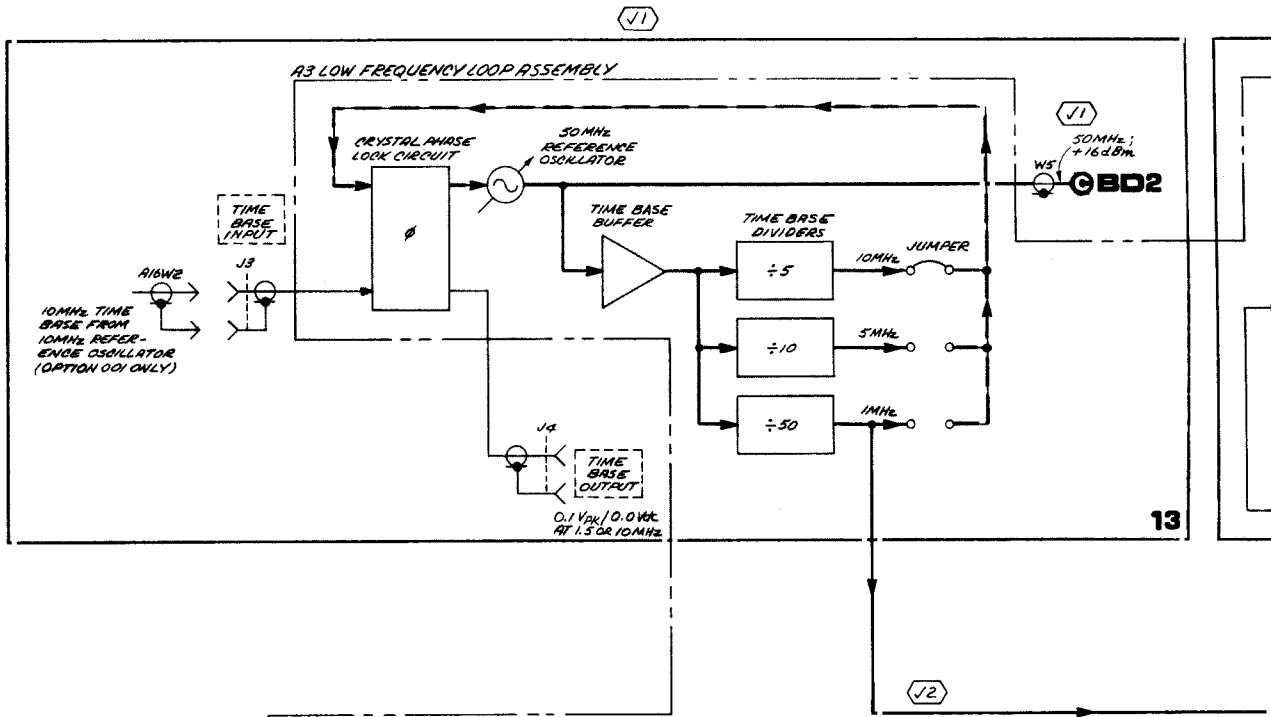 √1
A3 LOW FREQUENCY LOOP ASSEMBLY
CRYSTAL PHASE
LOCK CIRCUIT
50MHz
REFERENCE
OSCILLATOR
√1
50MHz;
+16dBm
W5
C BD2
TIME
BASE
INPUT
ø
TIME BASE
BUFFER
TIME BASE
DIVIDERS
JUMPER
A16W2
J3
÷5
10MHz
10MHz TIME
BASE FROM
10MHz REFER-
ENCE OSCILLATOR
(OPTION 001 ONLY)
÷10
5MHz
÷50
1MHz
J4
TIME
BASE
OUTPUT
0.1 VPK/0.0 Vdc
AT 1.5 OR 10MHz
13
√2